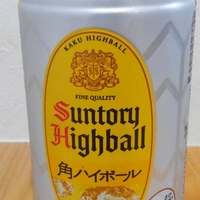 KAKU HIGHBALL
FINE QUALITY
Suntory
Highball
角ハイボール